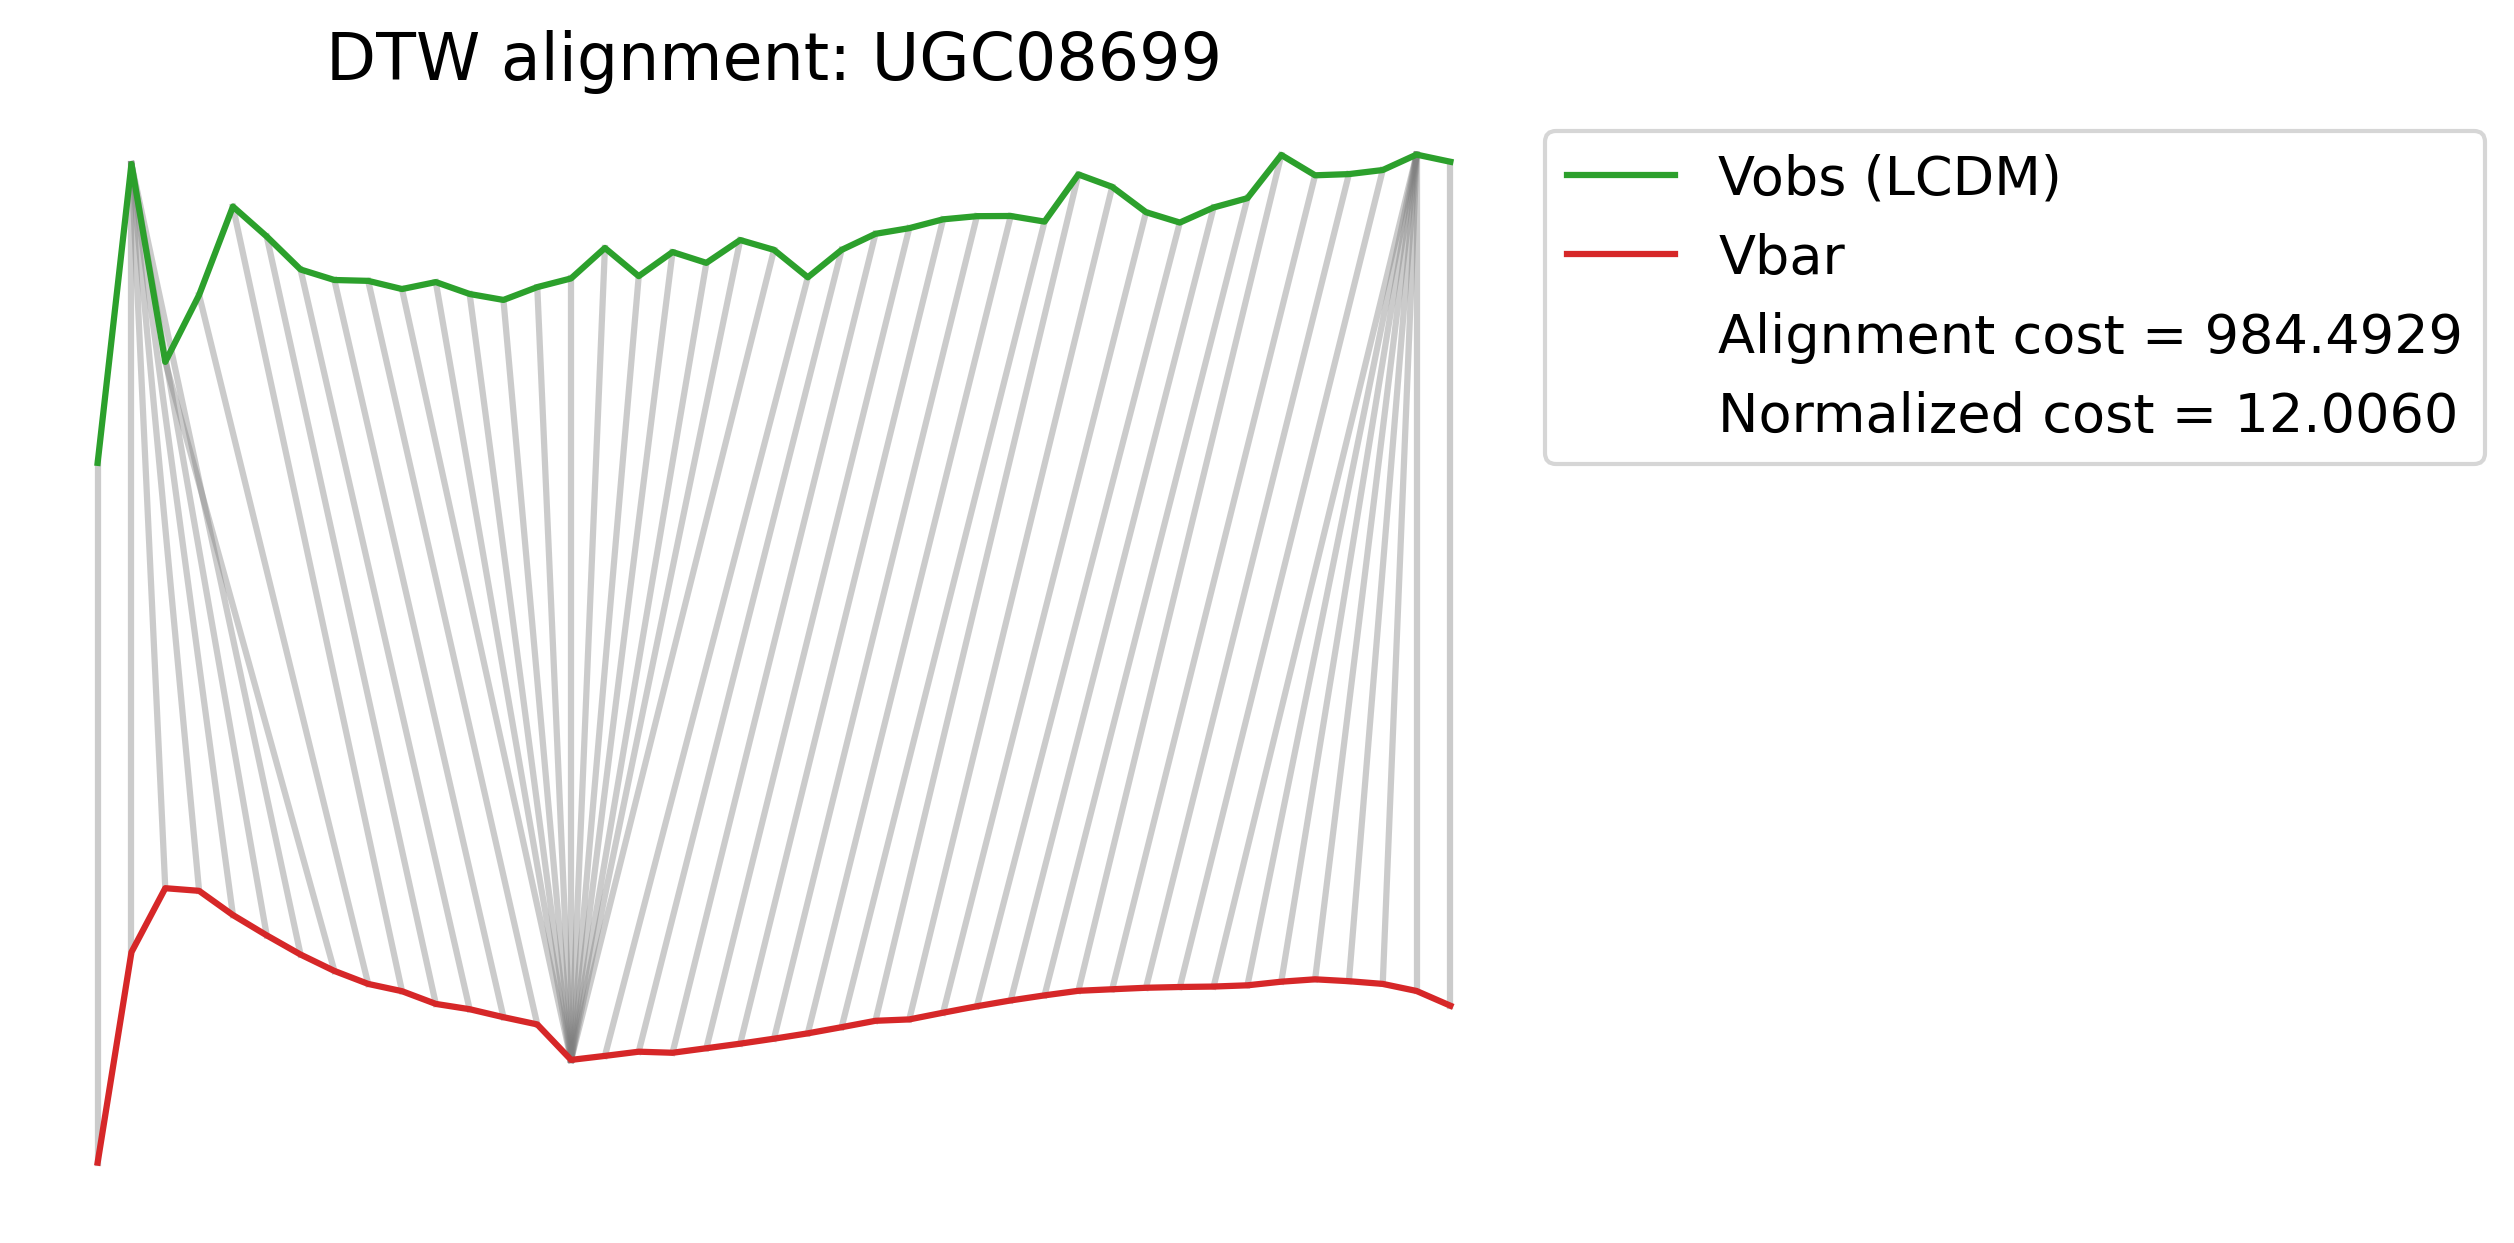 DTW alignment: UGC08699
Vobs (LCDM)
Vbar
Alignment cost = 984.4929
Normalized cost = 12.0060